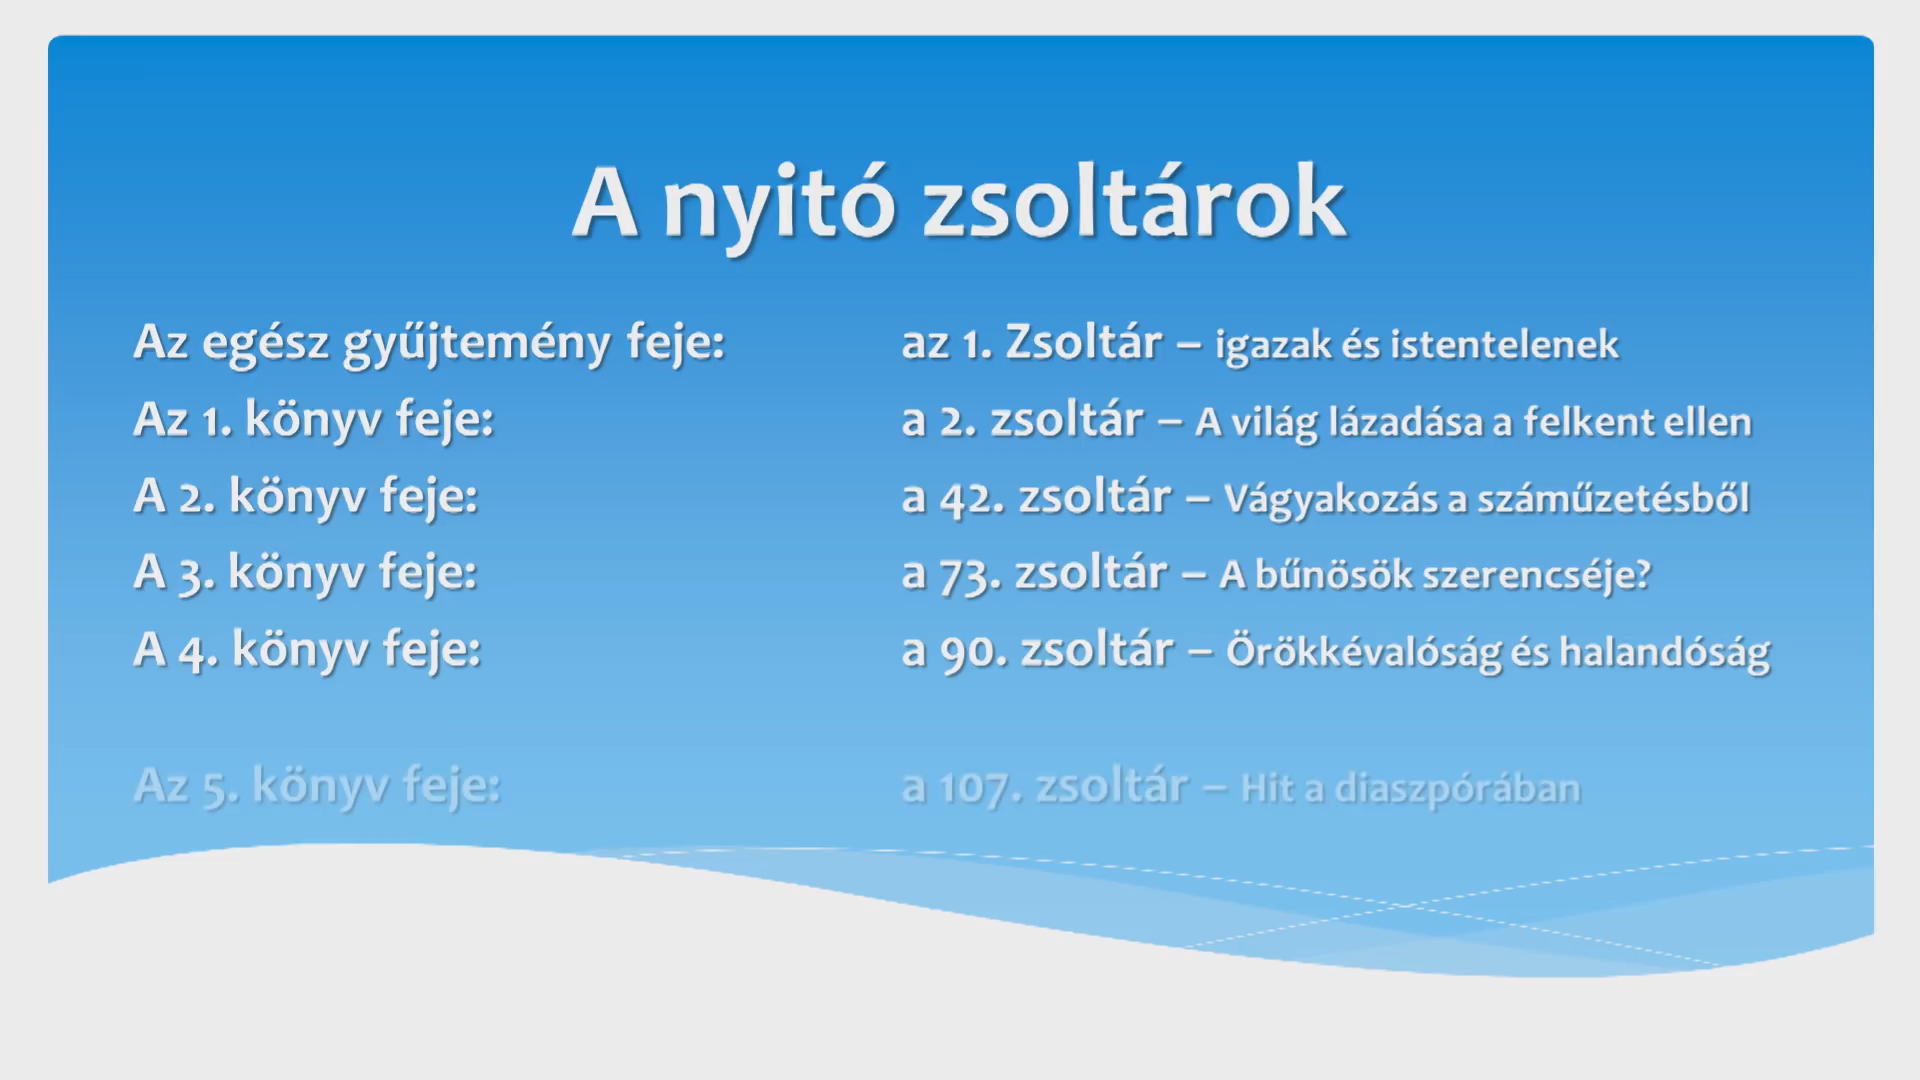 A nyitó zsoltárok
Az egész gyűjtemény feje: az 1. Zsoltár – igazak és istentelenek
Az 1. könyv feje: a 2. zsoltár – A világ lázadása a felkent ellen
A 2. könyv feje: a 42. zsoltár – Vágyakozás a száműzetésből
A 3. könyv feje: a 73. zsoltár – A bűnösök szerencséje?
A 4. könyv feje: a 90. zsoltár – Örökkévalóság és halandóság
Az 5. könyv feje: a 107. zsoltár – Hit a diaszpórában